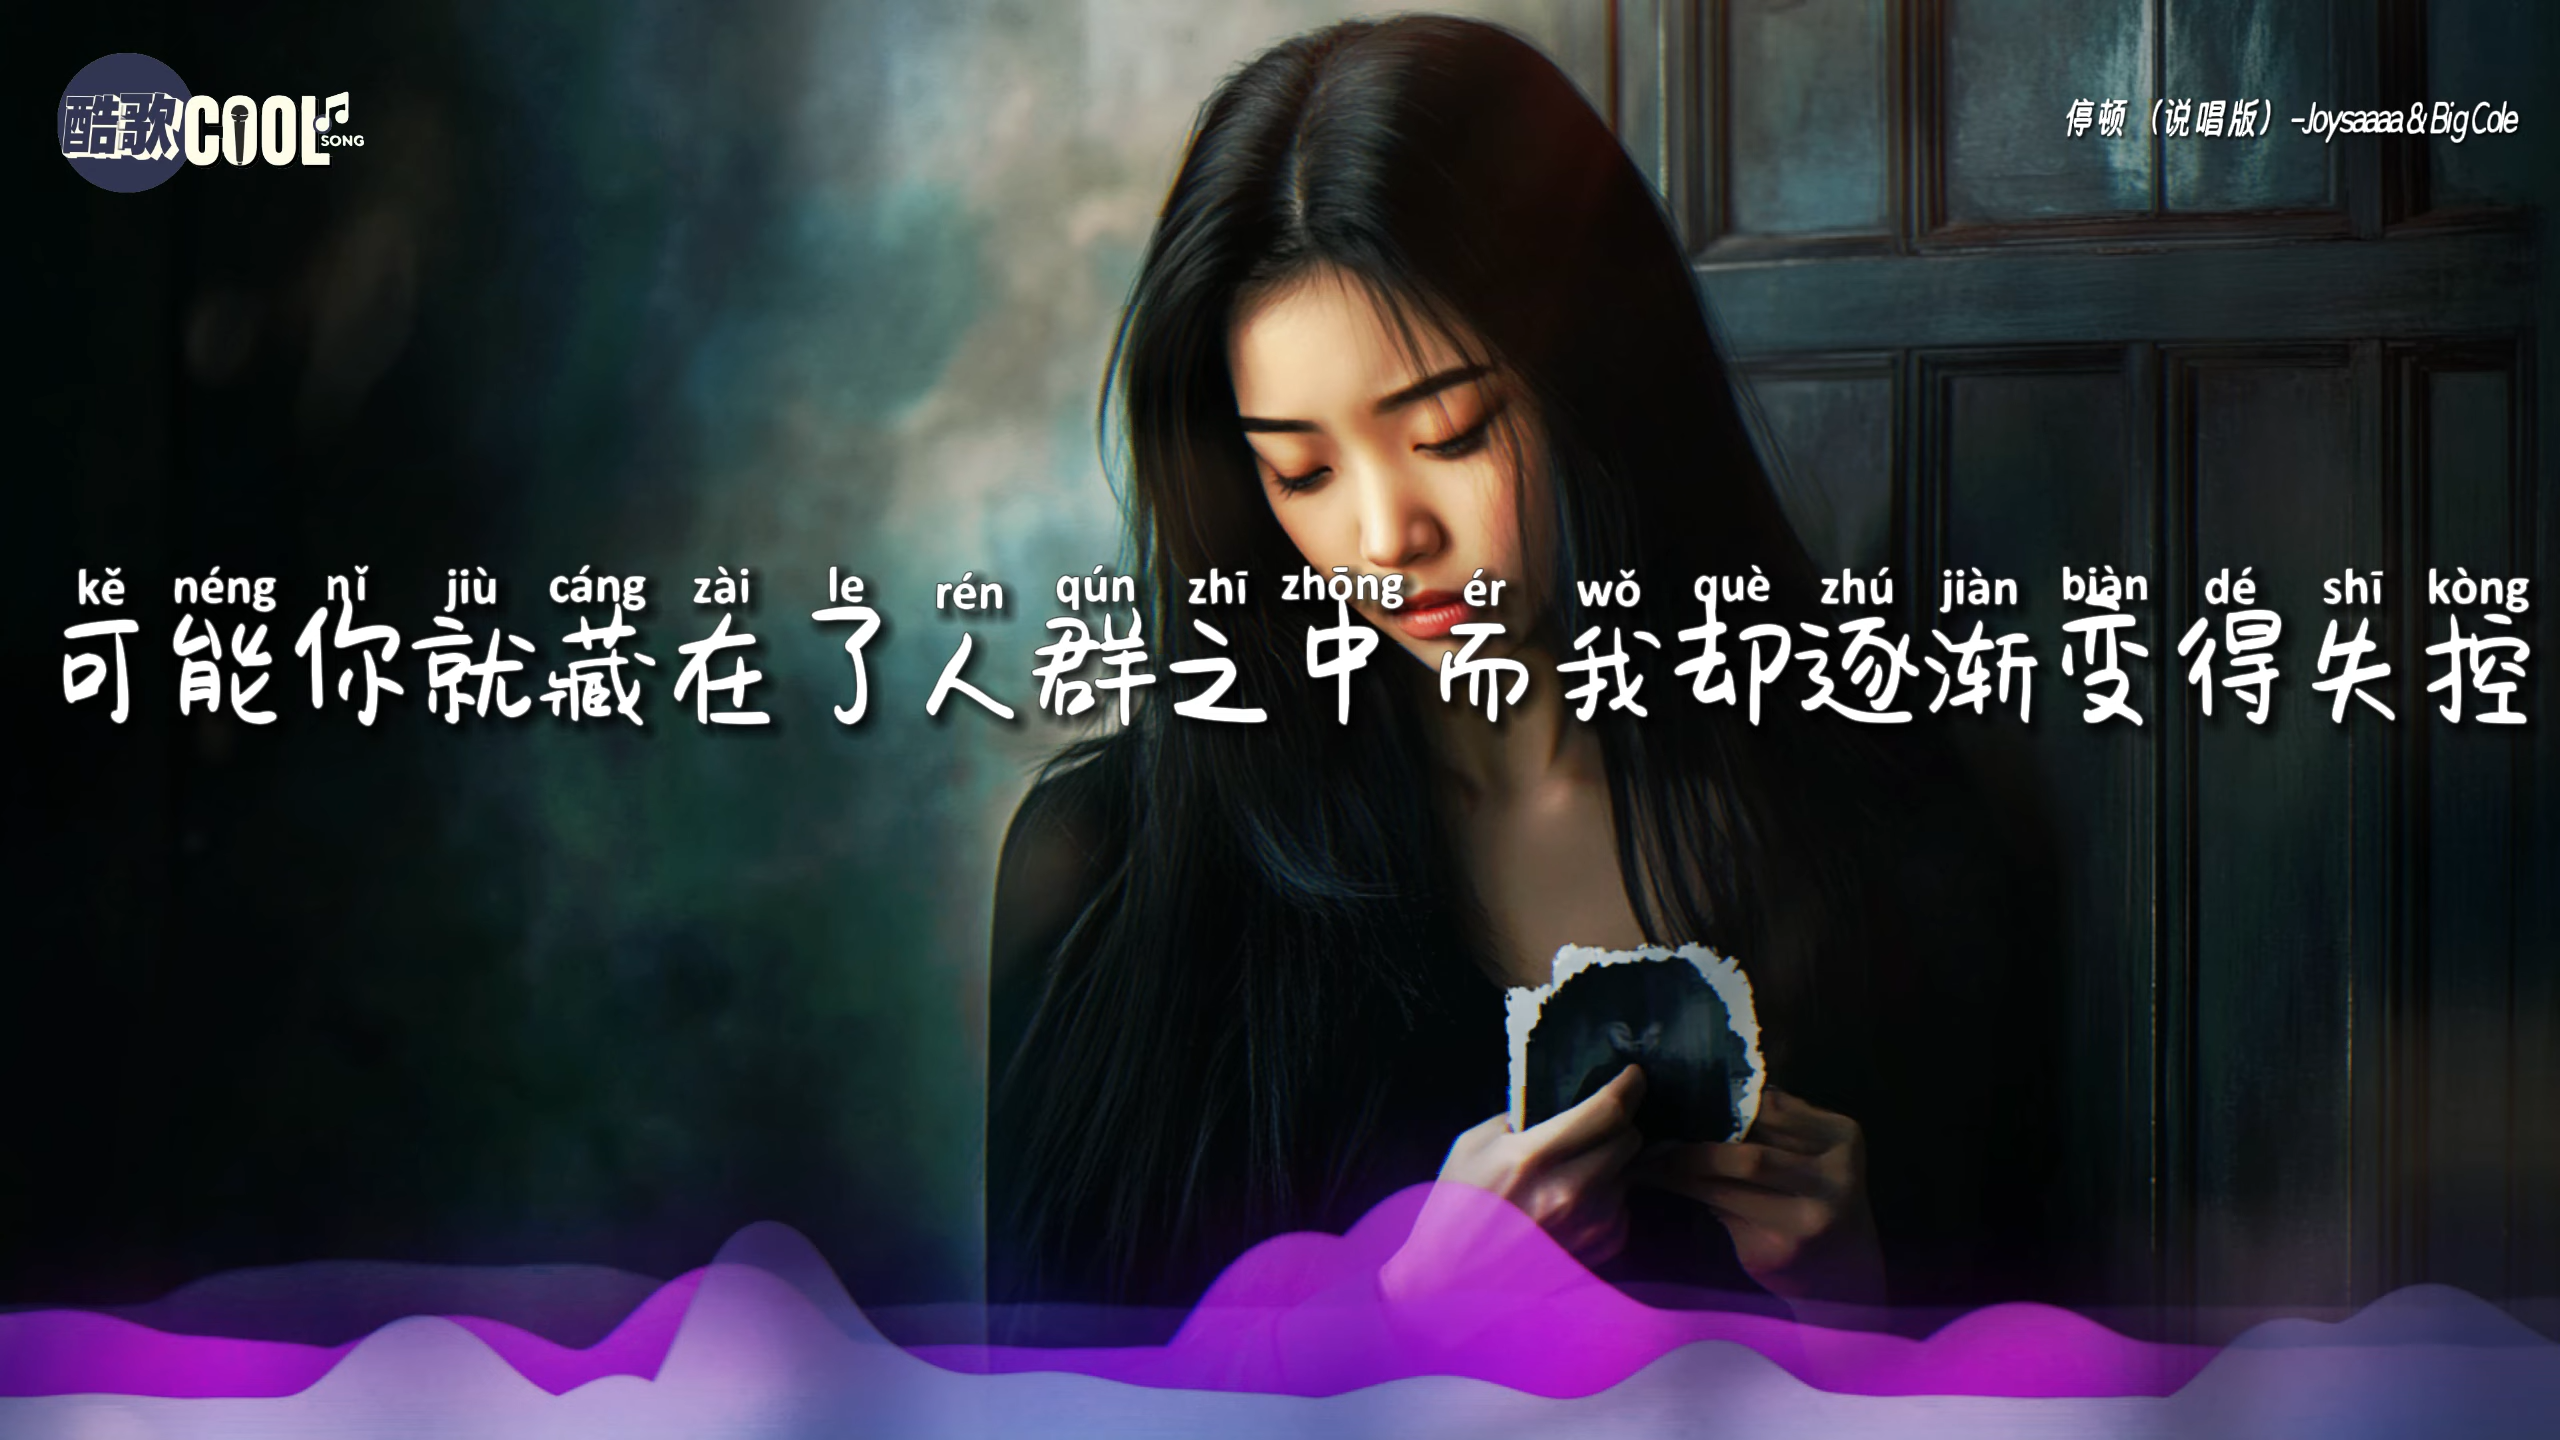 酷歌COOL SONG
停顿（说唱版）-Joysaaaa & Big Cole
kě néng nǐ jiù cáng zài le rén qún zhī zhōng ér wǒ què zhú jiàn biàn dé shī kòng
可能你就藏在了人群之中 而我却逐渐变得失控